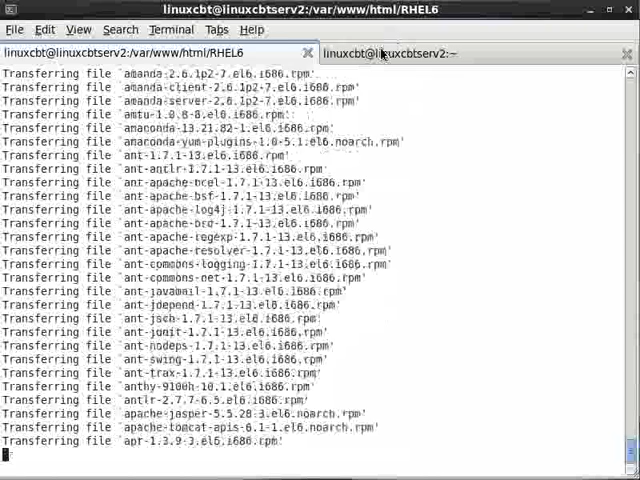 linuxcbt@linuxcbtserv2:/var/www/html/RHEL6
File Edit View Search Terminal Tabs Help
linuxcbt@linuxcbtserv2:/var/www/html/RHEL6
linuxcbt@linuxcbtserv2:~
Transferring file `amanda-2.6.1p2-7.el6.i686.rpm'
Transferring file `amanda-client-2.6.1p2-7.el6.i686.rpm'
Transferring file `amanda-server-2.6.1p2-7.el6.i686.rpm'
Transferring file `amtu-1.0.8-8.el6.i686.rpm'
Transferring file `anaconda-13.21.82-1.el6.i686.rpm'
Transferring file `anaconda-yum-plugins-1.0-5.1.el6.noarch.rpm'
Transferring file `ant-1.7.1-13.el6.i686.rpm'
Transferring file `ant-antlr-1.7.1-13.el6.i686.rpm'
Transferring file `ant-apache-bcel-1.7.1-13.el6.i686.rpm'
Transferring file `ant-apache-bsf-1.7.1-13.el6.i686.rpm'
Transferring file `ant-apache-log4j-1.7.1-13.el6.i686.rpm'
Transferring file `ant-apache-oro-1.7.1-13.el6.i686.rpm'
Transferring file `ant-apache-regexp-1.7.1-13.el6.i686.rpm'
Transferring file `ant-apache-resolver-1.7.1-13.el6.i686.rpm'
Transferring file `ant-commons-logging-1.7.1-13.el6.i686.rpm'
Transferring file `ant-commons-net-1.7.1-13.el6.i686.rpm'
Transferring file `ant-javamail-1.7.1-13.el6.i686.rpm'
Transferring file `ant-jdepend-1.7.1-13.el6.i686.rpm'
Transferring file `ant-jsch-1.7.1-13.el6.i686.rpm'
Transferring file `ant-junit-1.7.1-13.el6.i686.rpm'
Transferring file `ant-nodeps-1.7.1-13.el6.i686.rpm'
Transferring file `ant-swing-1.7.1-13.el6.i686.rpm'
Transferring file `ant-trax-1.7.1-13.el6.i686.rpm'
Transferring file `anthy-9100h-10.1.el6.i686.rpm'
Transferring file `antlr-2.7.7-6.5.el6.i686.rpm'
Transferring file `apache-jasper-5.5.28-3.el6.noarch.rpm'
Transferring file `apache-tomcat-apis-6.1-1.el6.noarch.rpm'
Transferring file `apr-1.3.9-3.el6.i686.rpm'